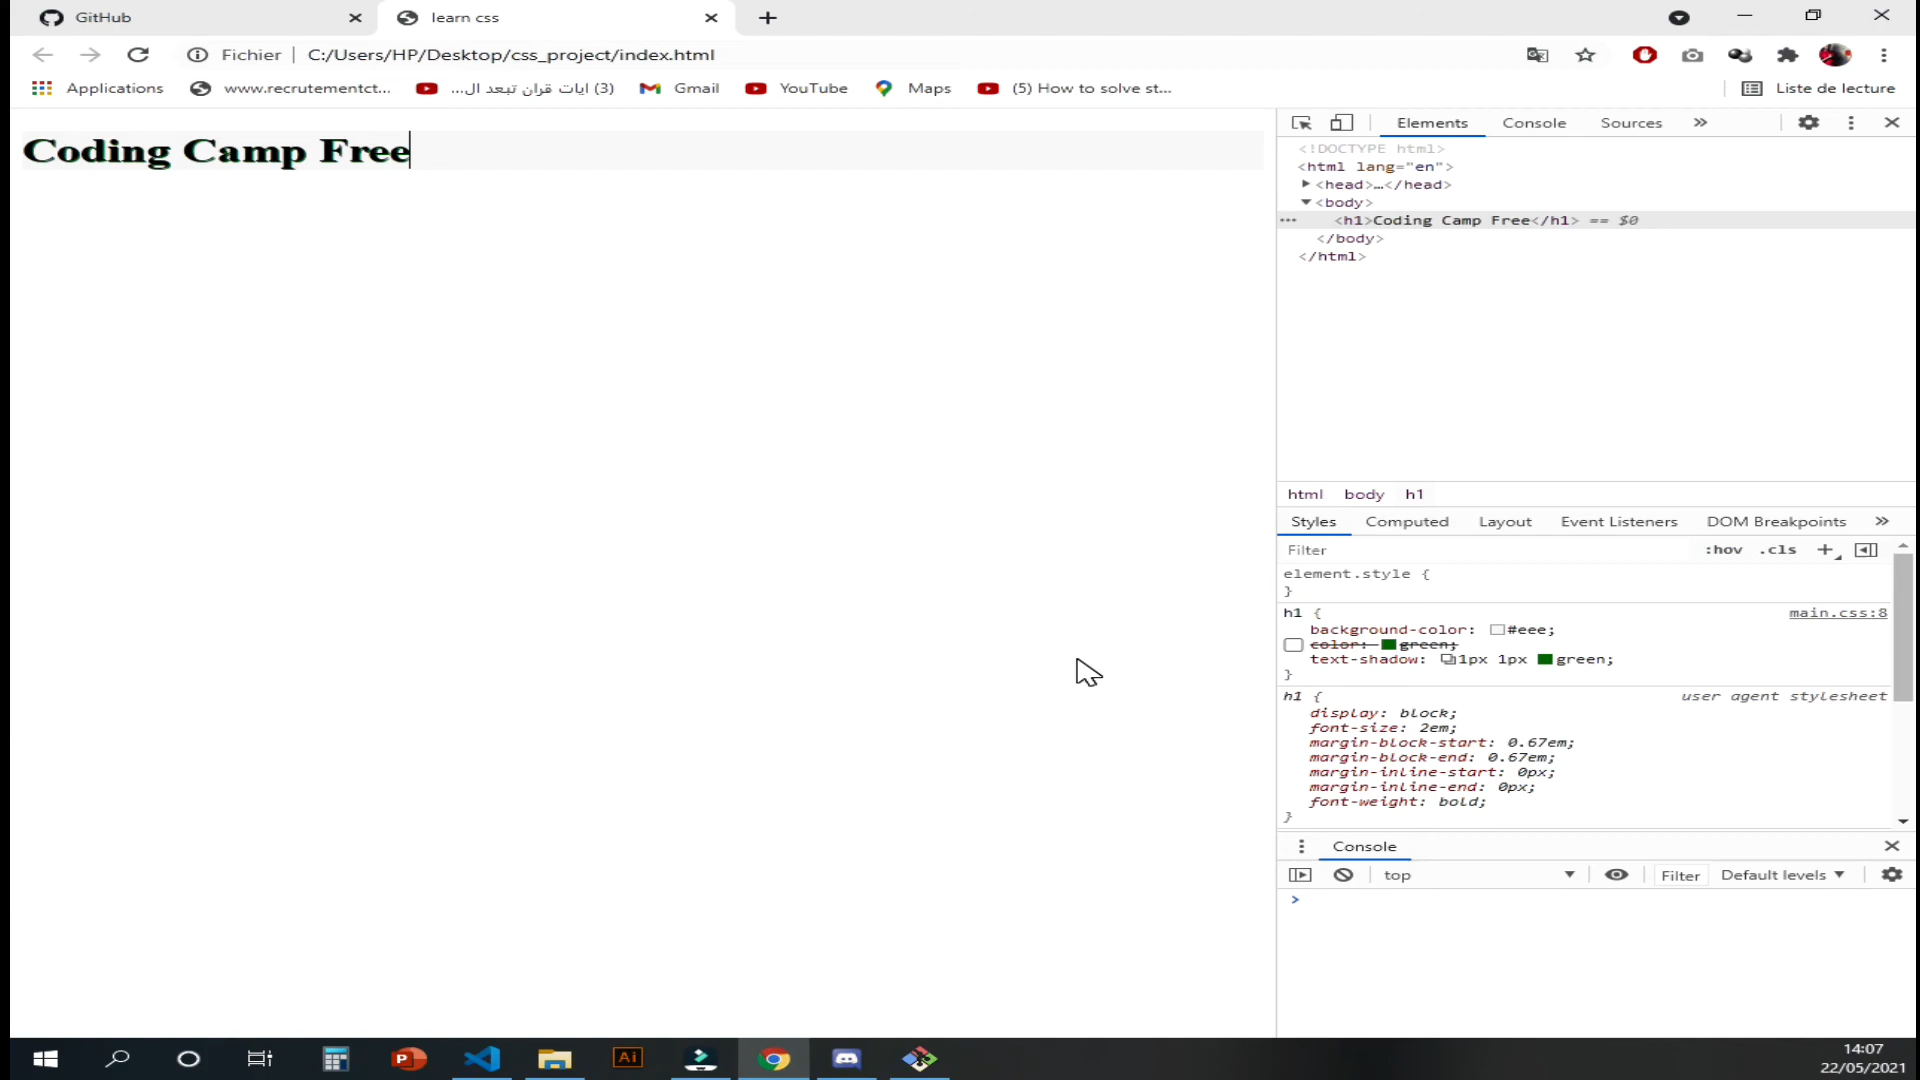 GitHub
learn css
Fichier
C:/Users/HP/Desktop/css_project/index.html
Applications
www.recrutementct...
(3) ايات قران تبعد ال...
Gmail
YouTube
Maps
(5) How to solve st...
Liste de lecture
Coding Camp Free
Elements Console Sources
<!DOCTYPE html>
<html lang="en">
<head>…</head>
<body>
<h1>Coding Camp Free</h1> == $0
</body>
</html>
html body h1
Styles Computed Layout Event Listeners DOM Breakpoints
Filter :hov .cls
element.style {
}
h1 { main.css:8
background-color: #eee;
color: green;
text-shadow: 1px 1px green;
}
h1 { user agent stylesheet
display: block;
font-size: 2em;
margin-block-start: 0.67em;
margin-block-end: 0.67em;
margin-inline-start: 0px;
margin-inline-end: 0px;
font-weight: bold;
}
Console
top Filter Default levels
>
Ai
14:07
22/05/2021